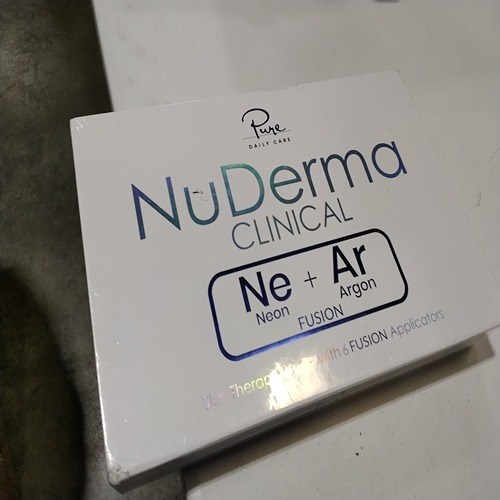 Pure
DAILY CARE
NuDerma
CLINICAL
Ne + Ar
Neon Argon
FUSION
with 6 FUSION Applicators